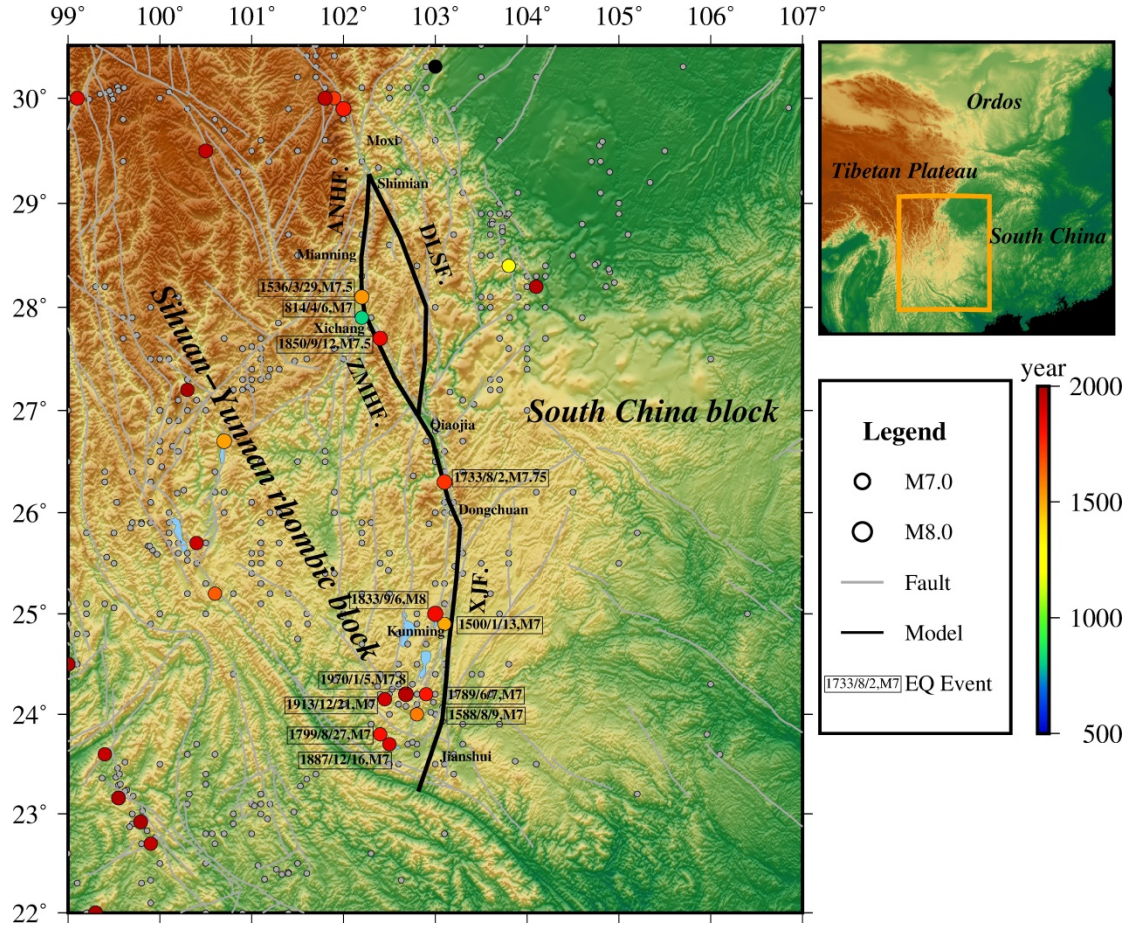 99° 100° 101° 102° 103° 104° 105° 106° 107°
30°
29°
28°
27°
26°
25°
24°
23°
22°
Moxi
Shimian
ANHF.
DLSF.
Mianning
1536/3/29,M7.5
814/4/6,M7
Xichang
1850/9/12,M7.5
ZMHF.
Sihuan-Yunnan rhombic block
South China block
Qiaojia
1733/8/2,M7.75
Dongchuan
XJF.
1833/9/6,M8
1500/1/13,M7
Kunming
1970/1/5,M7.8
1913/12/21,M7
1789/6/7,M7
1588/8/9,M7
1799/8/27,M7
1887/12/16,M7
Jianshui
Ordos
Tibetan Plateau
South China
Legend
M7.0
M8.0
Fault
Model
1733/8/2,M7 EQ Event
year
2000
1500
1000
500